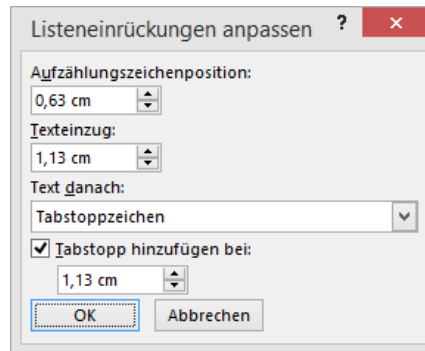 Listeneinrückungen anpassen ? ×
Aufzählungszeichenposition:
0,63 cm
Texteinzug:
1,13 cm
Text danach:
Tabstoppzeichen
Tabstopp hinzufügen bei:
1,13 cm
OK Abbrechen